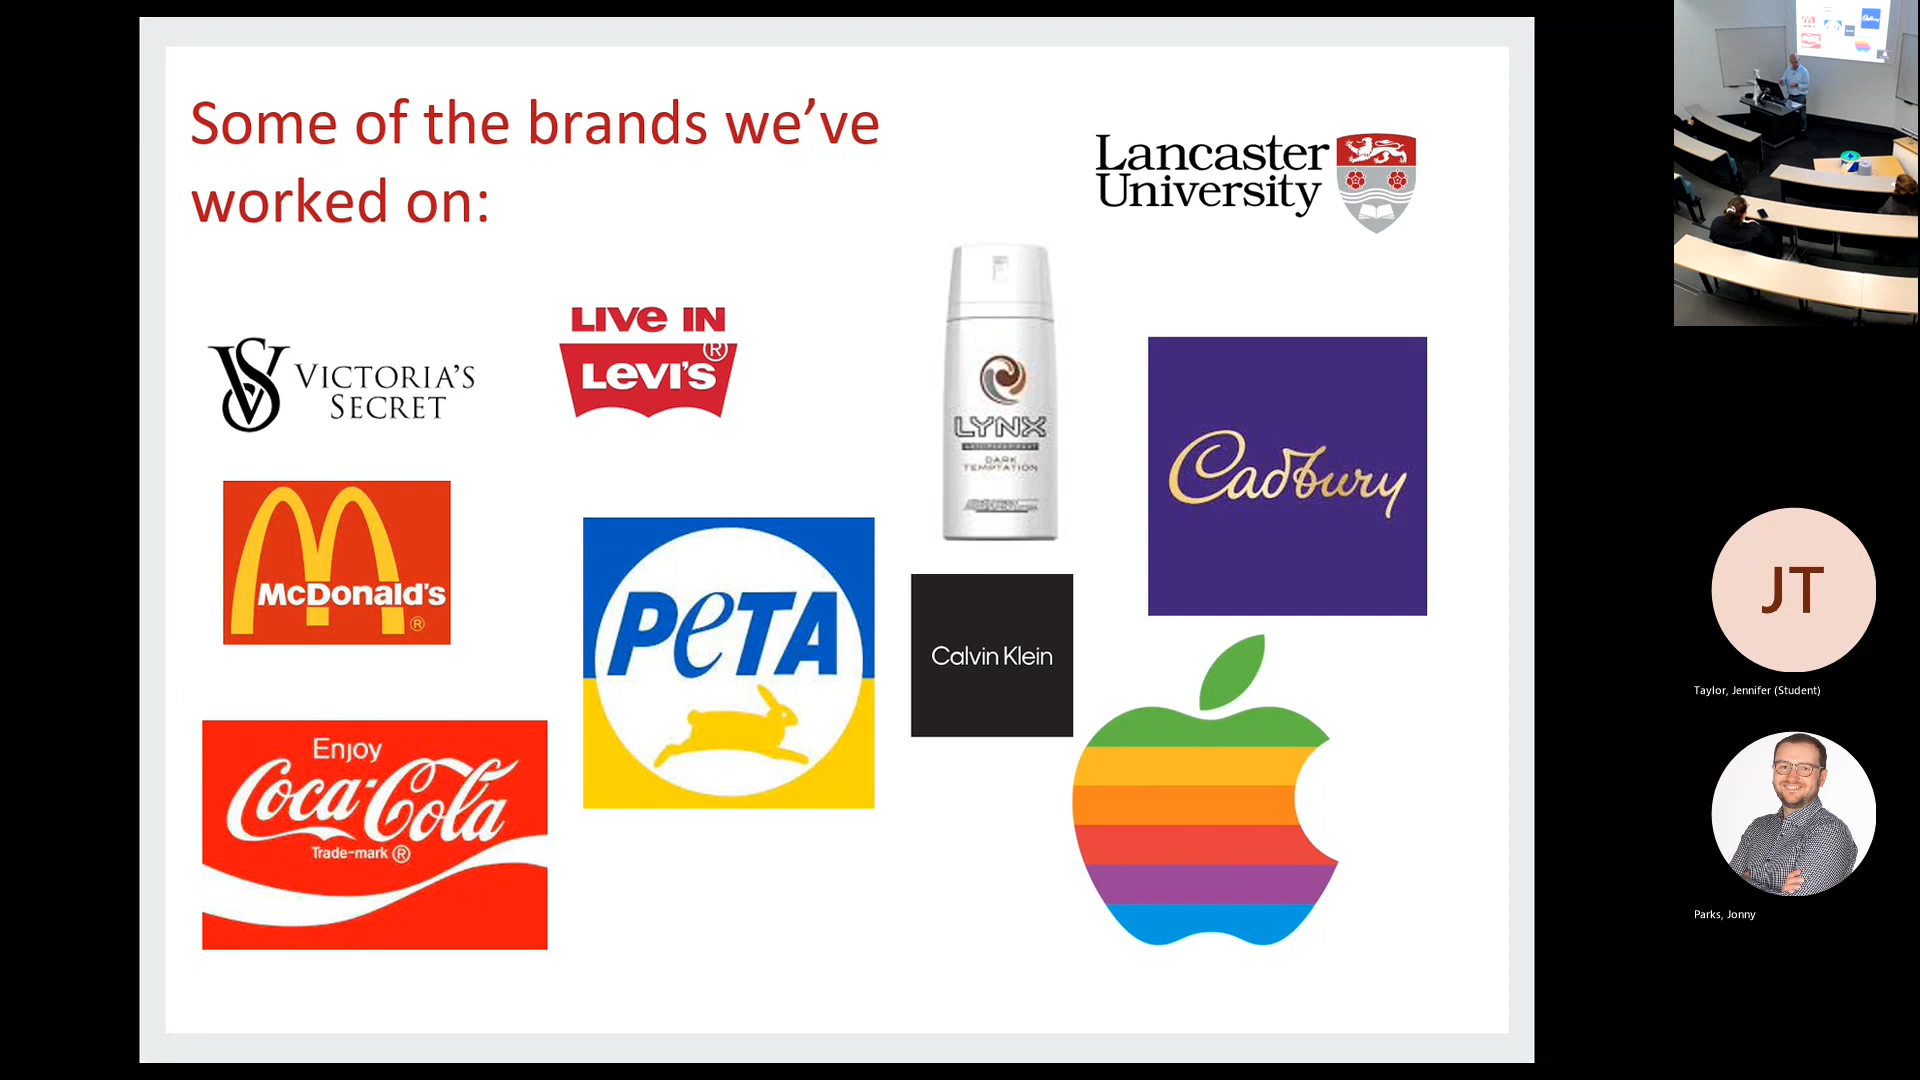 Some of the brands we've
worked on:
Lancaster
University
VICTORIA'S
SECRET
LIVE IN
LEVI'S
®
LYNX
DARK
TEMPTATION
Cadbury
McDonald's
®
PETA
Calvin Klein
Enjoy
Coca-Cola
Trade-mark ®
JT
Taylor, Jennifer (Student)
Parks, Jonny